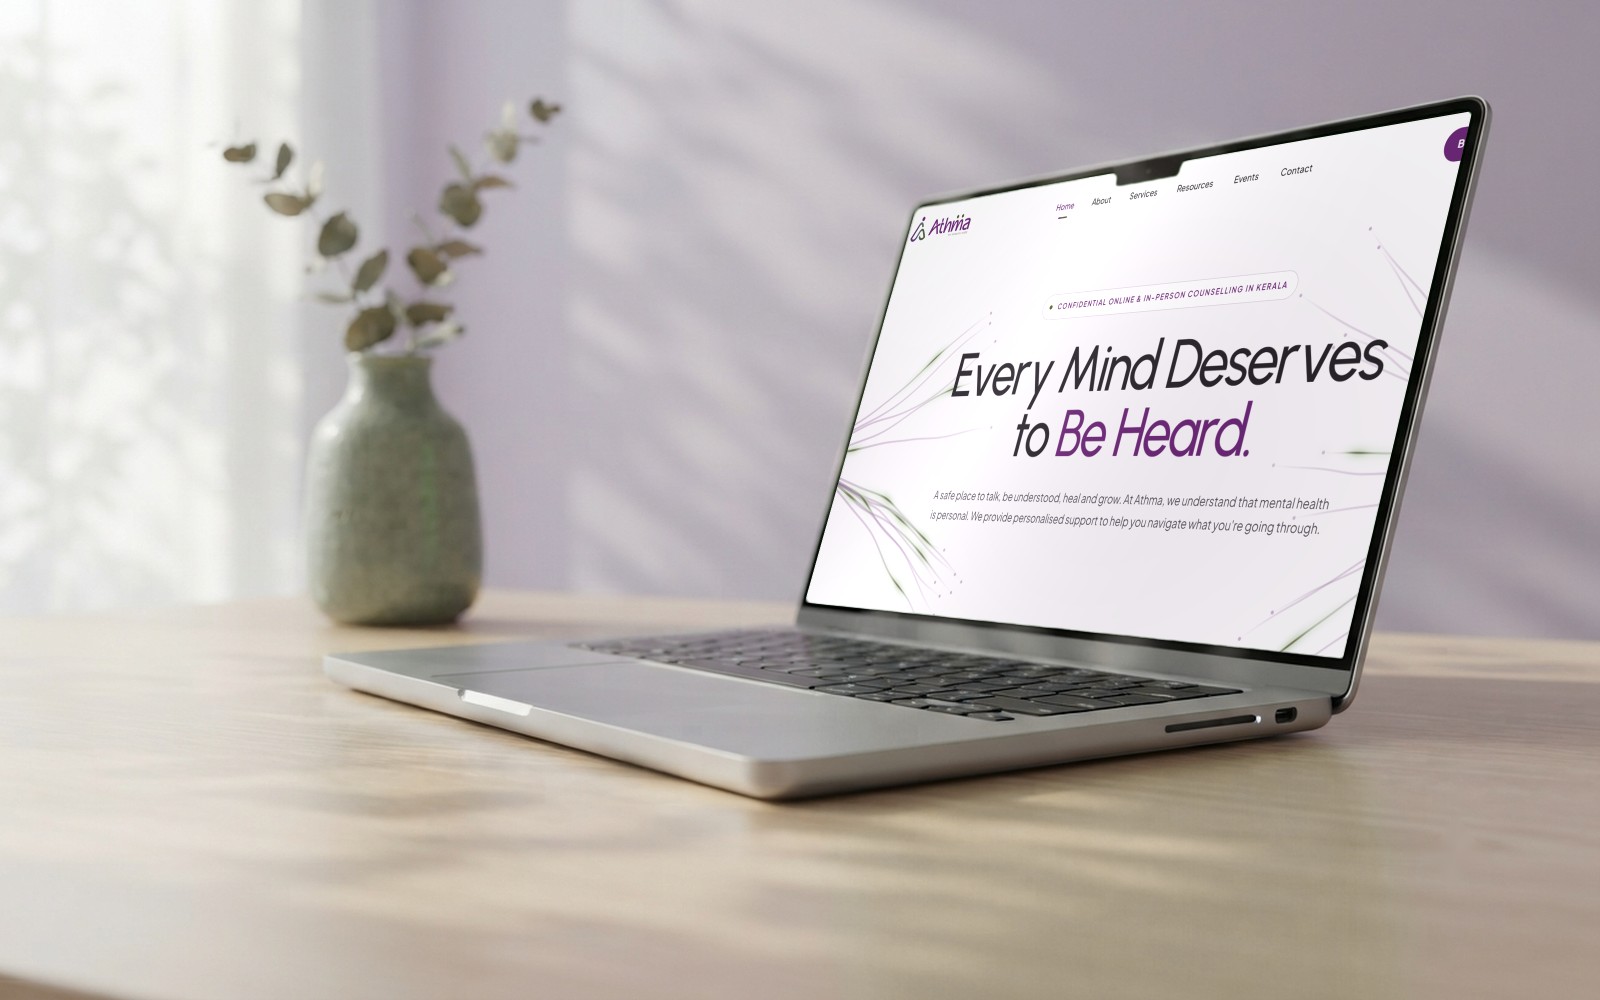 Athma
Home About Services Resources Events Contact
B
CONFIDENTIAL ONLINE & IN-PERSON COUNSELLING IN KERALA
Every Mind Deserves
to Be Heard.
A safe place to talk, be understood, heal and grow. At Athma, we understand that mental health
is personal. We provide personalised support to help you navigate what you're going through.